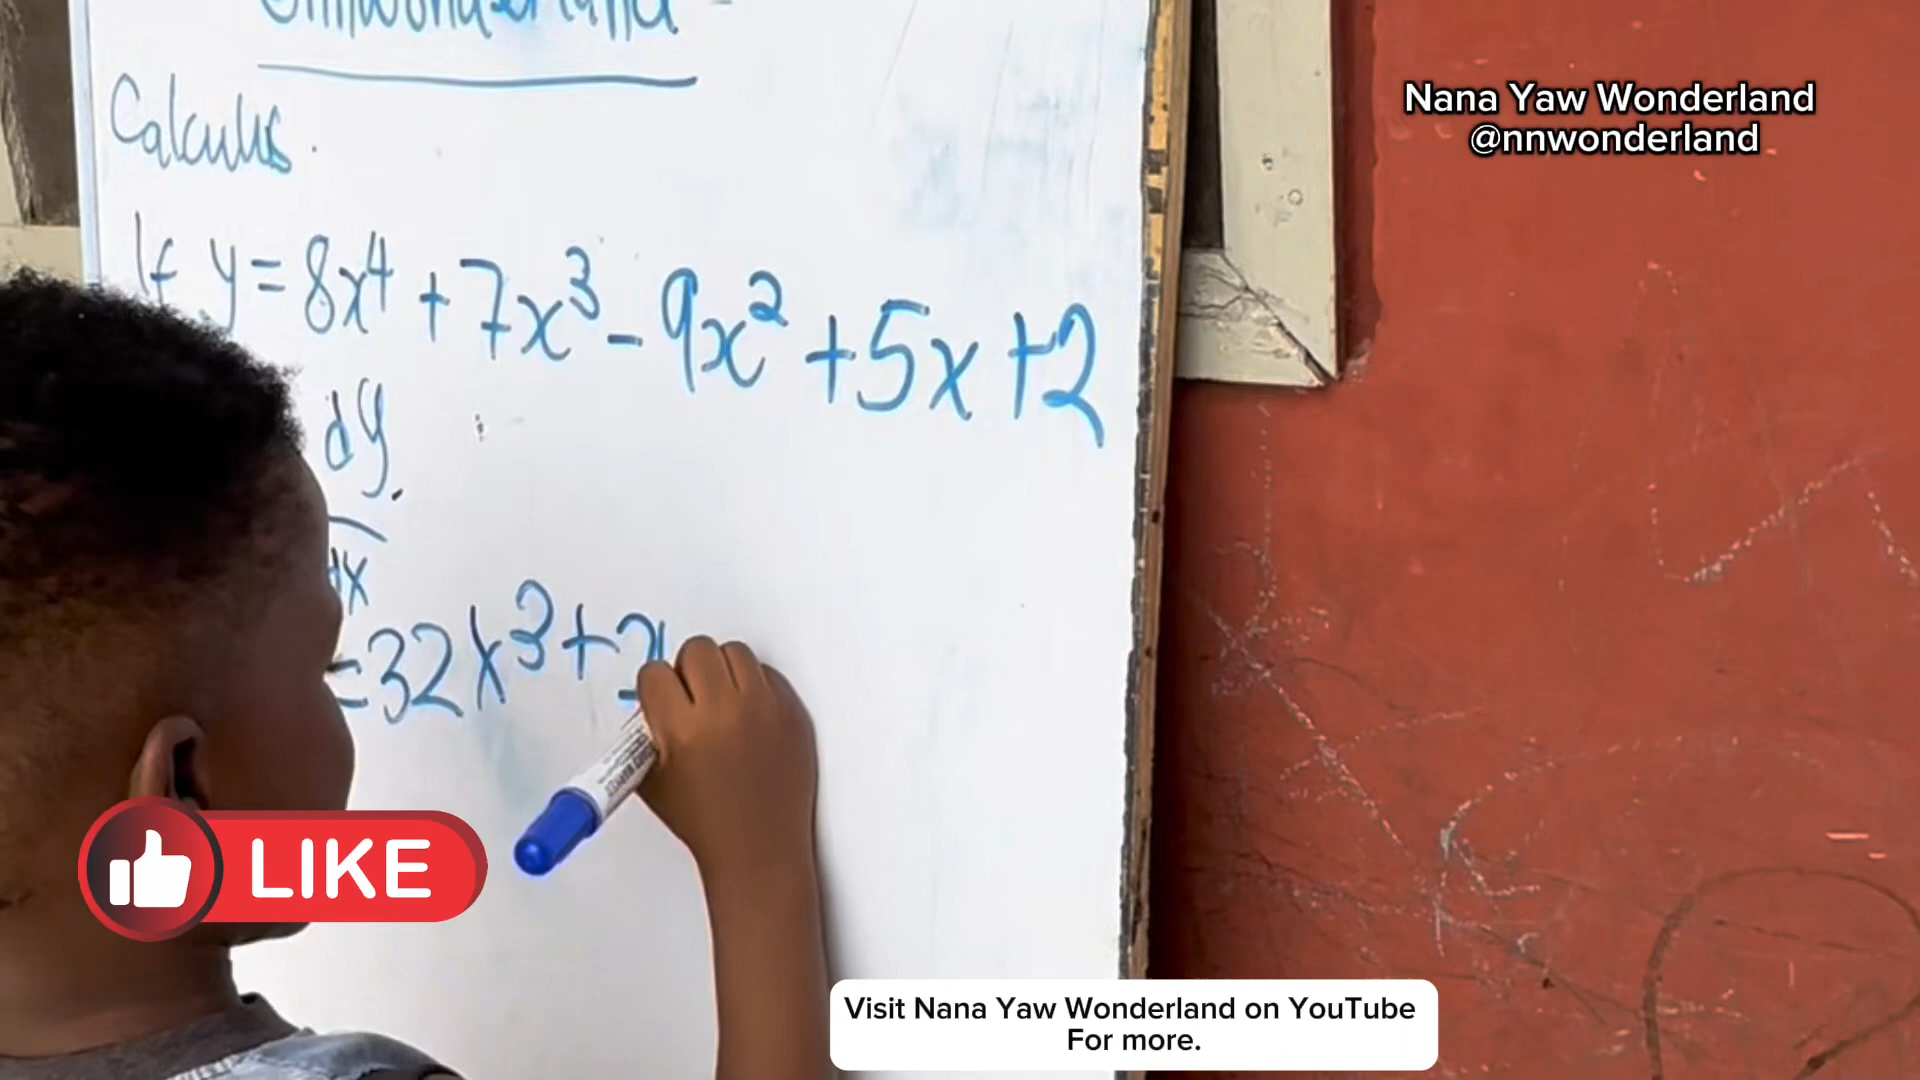 nnwonderland
Calculus.
If y = 8x⁴ + 7x³ - 9x² + 5x + 2
dy
dx
= 32x³ + 2
Nana Yaw Wonderland
@nnwonderland
LIKE
Visit Nana Yaw Wonderland on YouTube
For more.